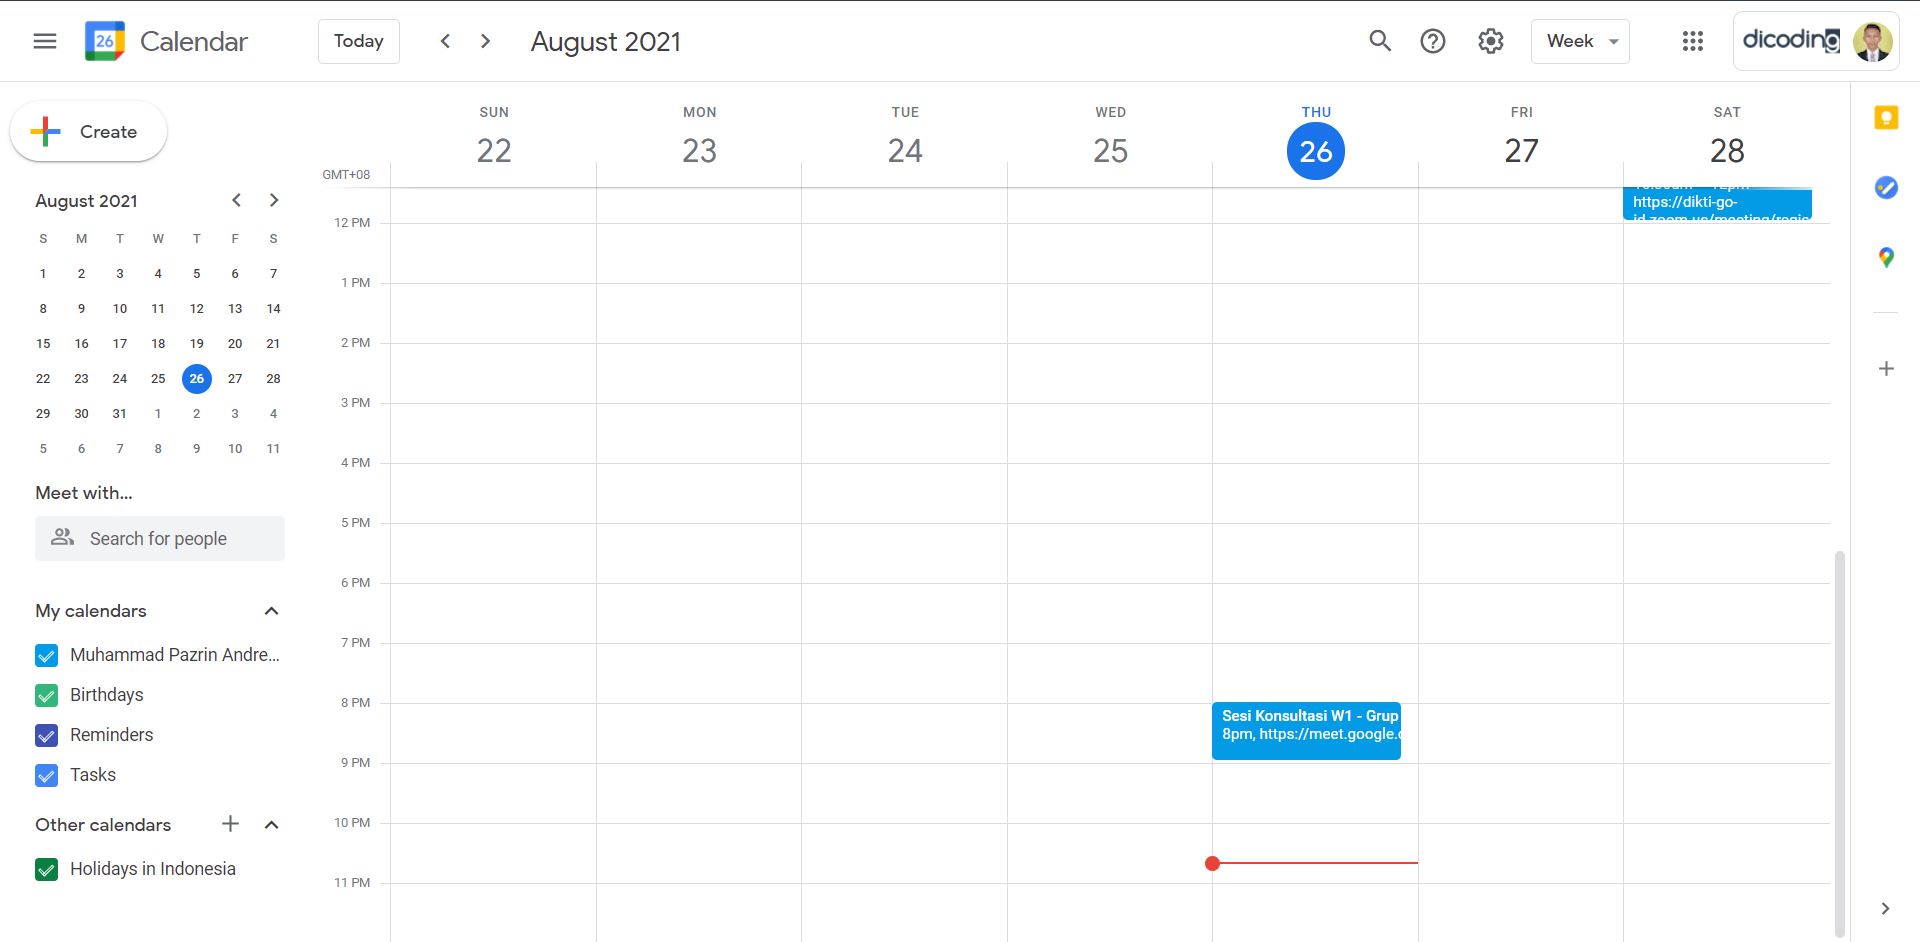 26
Calendar
Today
August 2021
Week
dicoding
Create
August 2021
S M T W T F S
1 2 3 4 5 6 7
8 9 10 11 12 13 14
15 16 17 18 19 20 21
22 23 24 25 26 27 28
29 30 31 1 2 3 4
5 6 7 8 9 10 11
Meet with...
Search for people
My calendars
Muhammad Pazrin Andre...
Birthdays
Reminders
Tasks
Other calendars
Holidays in Indonesia
SUN MON TUE WED THU FRI SAT
22 23 24 25 26 27 28
GMT+08
https://dikti-go-
id.zoom.us/meeting/regis
12 PM
1 PM
2 PM
3 PM
4 PM
5 PM
6 PM
7 PM
8 PM
Sesi Konsultasi W1 - Grup
8pm, https://meet.google.c
9 PM
10 PM
11 PM